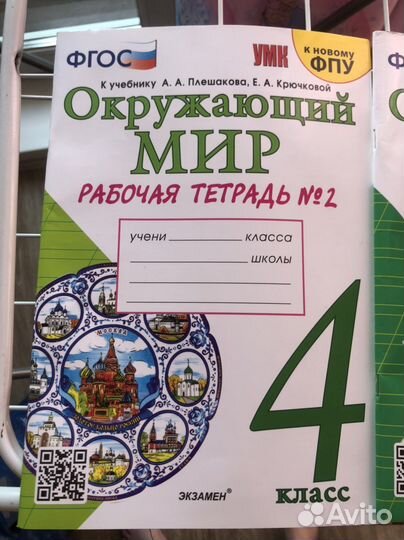 ФГОС
УМК
К НОВОМУ
ФПУ
К учебнику А. А. Плешакова, Е. А. Крючковой
Окружающий
МИР
РАБОЧАЯ ТЕТРАДЬ №2
учени класса
школы
МОСКВА
4
класс
ЭКЗАМЕН®
Avito